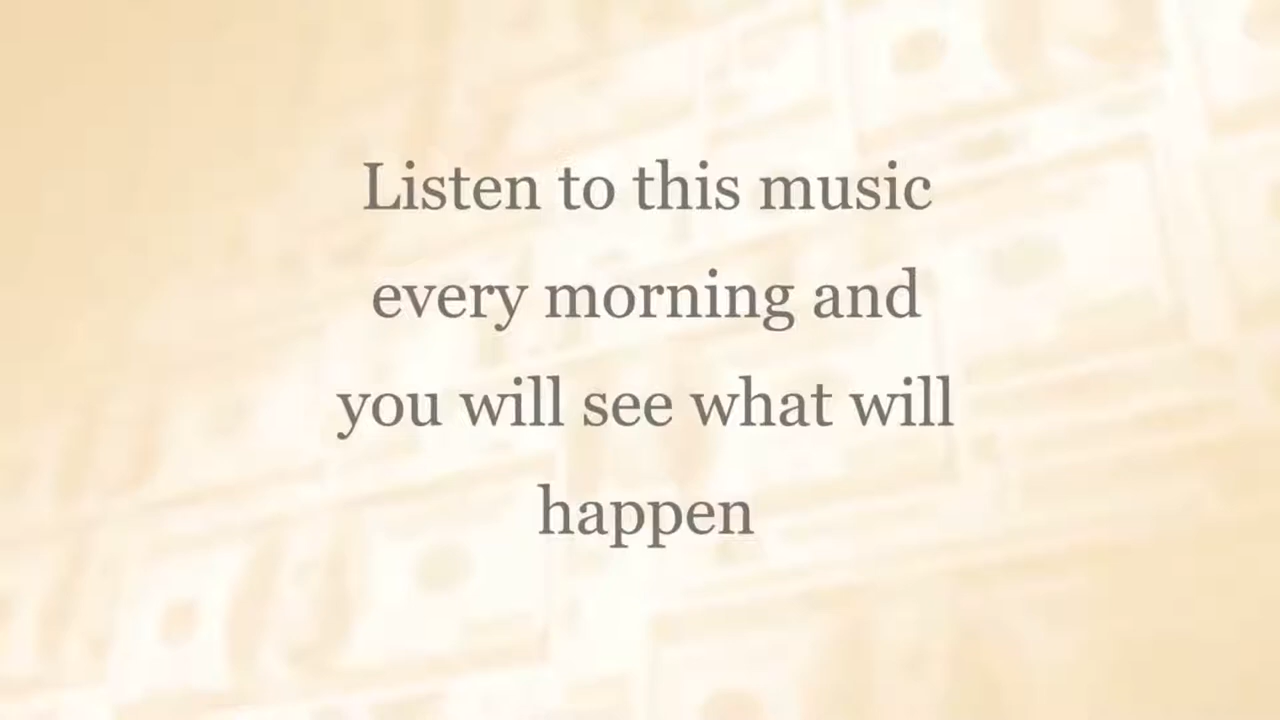 Listen to this music
every morning and
you will see what will
happen